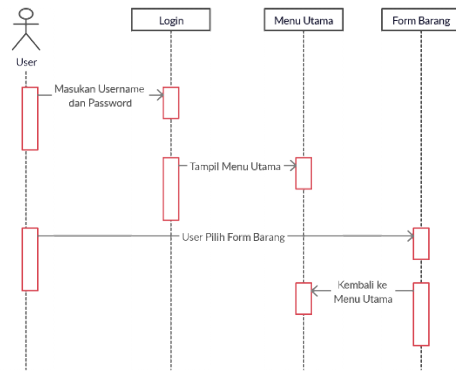 Login
Menu Utama
Form Barang
User
Masukan Username
dan Password
Tampil Menu Utama
User Pilih Form Barang
Kembali ke
Menu Utama